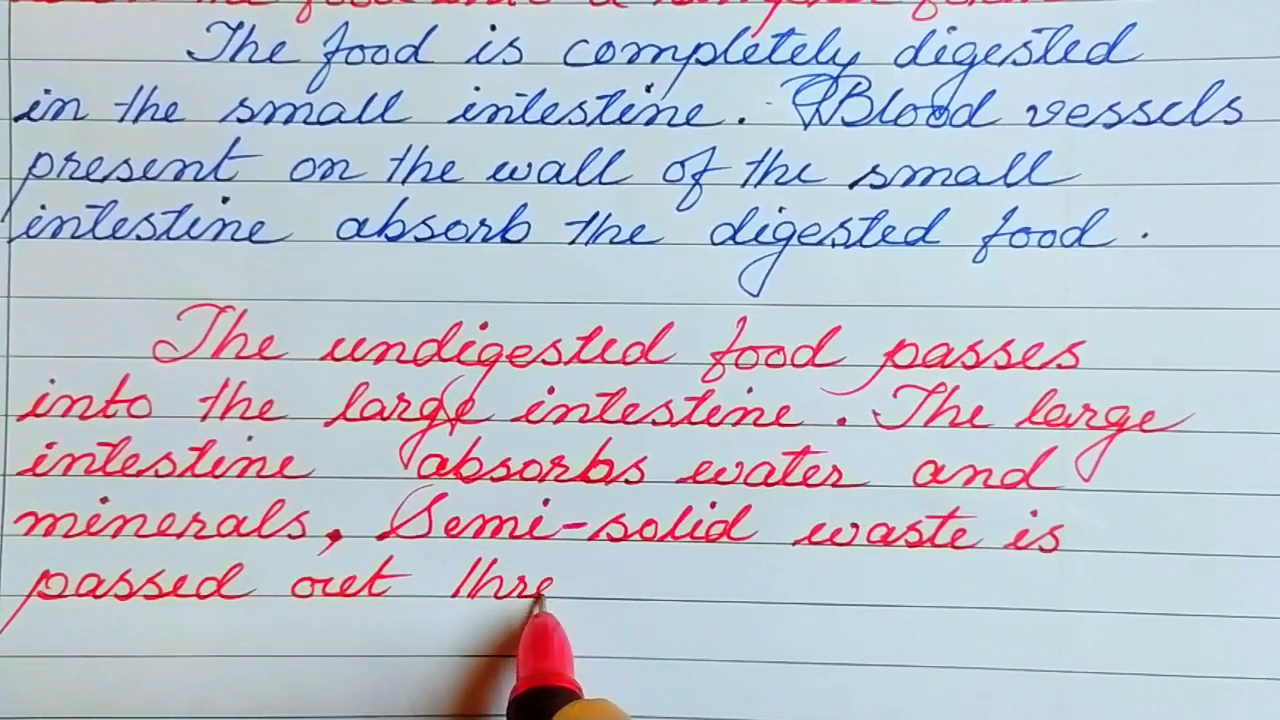 The food is completely digested
in the small intestine. Blood vessels
present on the wall of the small
intestine absorb the digested food.
The undigested food passes
into the large intestine. The large
intestine absorbs water and
minerals, Semi-solid waste is
passed out thro